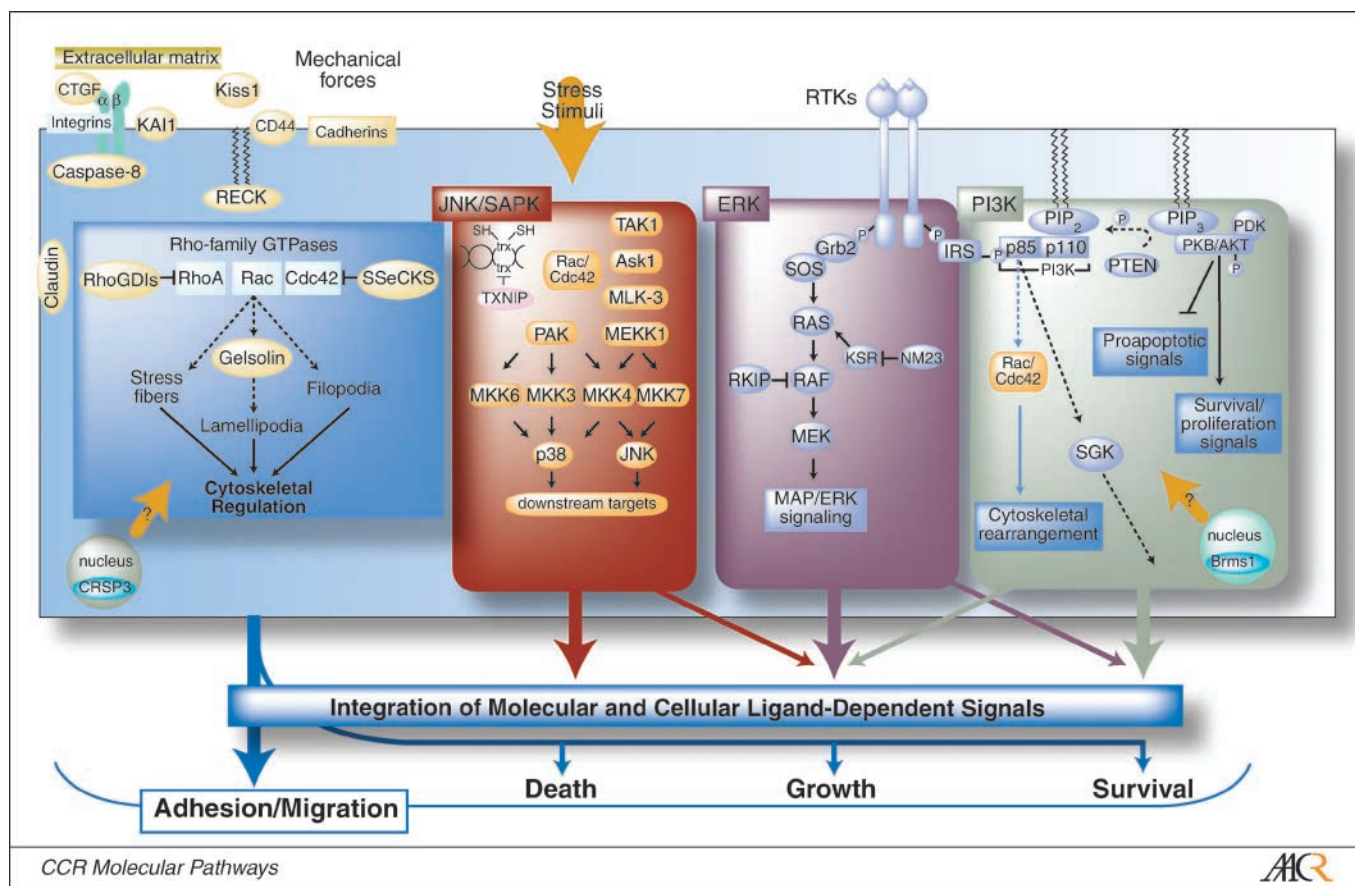 Extracellular matrix
CTGF
α β
Integrins
KAI1
Caspase-8
Kiss1
CD44
RECK
Mechanical
forces
Cadherins
Stress
Stimuli
RTKs
Claudin
Rho-family GTPases
RhoGDIs
RhoA
Rac
Cdc42
SSeCKS
Gelsolin
Stress
fibers
Filopodia
Lamellipodia
Cytoskeletal
Regulation
?
nucleus
CRSP3
JNK/SAPK
SH
SH
trx
trx
TXNIP
Rac/
Cdc42
TAK1
Ask1
MLK-3
PAK
MEKK1
MKK6
MKK3
MKK4
MKK7
p38
JNK
downstream targets
ERK
Grb2
P
SOS
RAS
KSR
NM23
RKIP
RAF
MEK
MAP/ERK
signaling
P
IRS
P
PI3K
PIP2
p85
p110
PI3K
P
PTEN
PIP3
PDK
PKB/AKT
P
Proapoptotic
signals
Rac/
Cdc42
Survival/
proliferation
signals
SGK
Cytoskeletal
rearrangement
?
nucleus
Brms1
Integration of Molecular and Cellular Ligand-Dependent Signals
Adhesion/Migration
Death
Growth
Survival
CCR Molecular Pathways
AACR